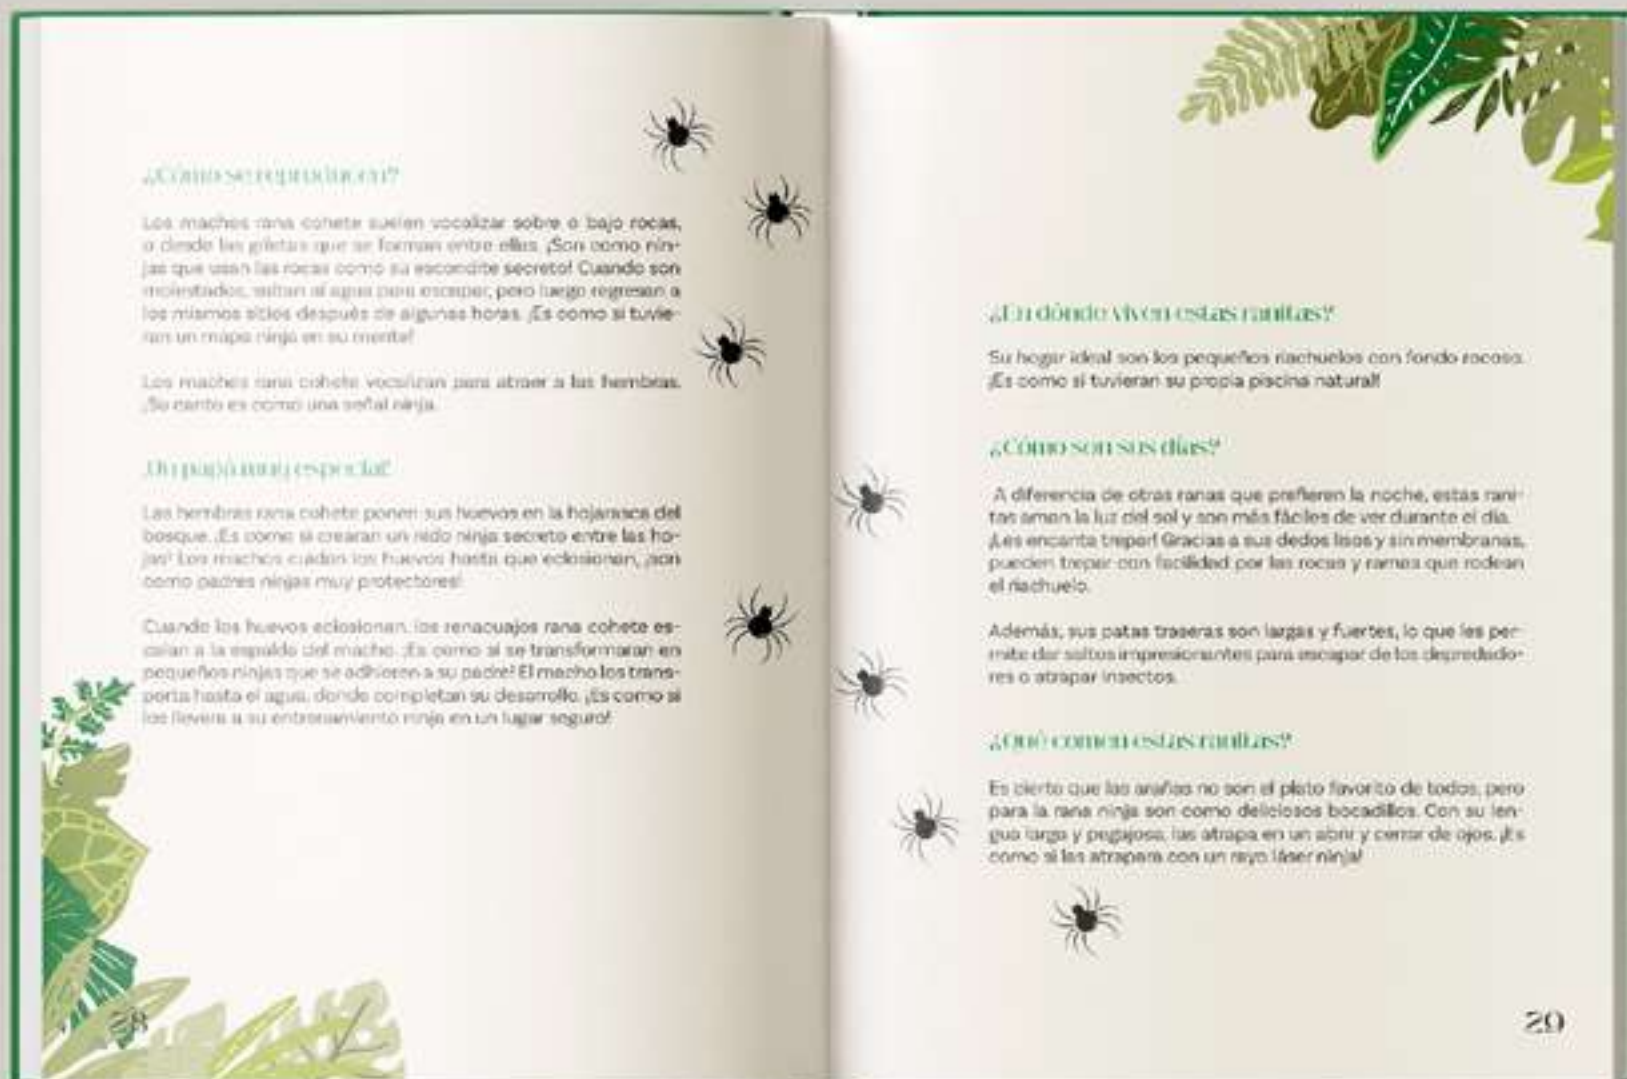 ¿Cómo se reproducen?
Los machos rana cohete suelen vocalizar sobre o bajo rocas,
o desde las grietas que se forman entre ellas. ¡Son como nin-
jas que usan las rocas como su escondite secreto! Cuando son
molestados, saltan al agua para escapar, pero luego regresan a
los mismos sitios después de algunas horas. ¡Es como si tuvie-
ran un mapa ninja en su mente!
Los machos rana cohete vocalizan para atraer a las hembras.
¡Su canto es como una señal ninja.
¡Un papá muy especial!
Las hembras rana cohete ponen sus huevos en la hojarasca del
bosque. ¡Es como si crearan un nido ninja secreto entre las ho-
jas! Los machos cuidan los huevos hasta que eclosionan, ¡son
como padres ninjas muy protectores!
Cuando los huevos eclosionan, los renacuajos rana cohete es-
calan a la espalda del macho. ¡Es como si se transformaran en
pequeños ninjas que se adhieren a su padre! El macho los trans-
porta hasta el agua, donde completan su desarrollo. ¡Es como si
los llevara a su entrenamiento ninja en un lugar seguro!
28
¿En dónde viven estas ranitas?
Su hogar ideal son los pequeños riachuelos con fondo rocoso.
¡Es como si tuvieran su propia piscina natural!
¿Cómo son sus días?
A diferencia de otras ranas que prefieren la noche, estas rani-
tas aman la luz del sol y son más fáciles de ver durante el día.
¡Les encanta trepar! Gracias a sus dedos lisos y sin membranas,
pueden trepar con facilidad por las rocas y ramas que rodean
el riachuelo.
Además, sus patas traseras son largas y fuertes, lo que les per-
mite dar saltos impresionantes para escapar de los depredado-
res o atrapar insectos.
¿Qué comen estas ranitas?
Es cierto que las arañas no son el plato favorito de todos, pero
para la rana ninja son como deliciosos bocadillos. Con su len-
gua larga y pegajosa, las atrapa en un abrir y cerrar de ojos. ¡Es
como si las atrapara con un rayo láser ninja!
29